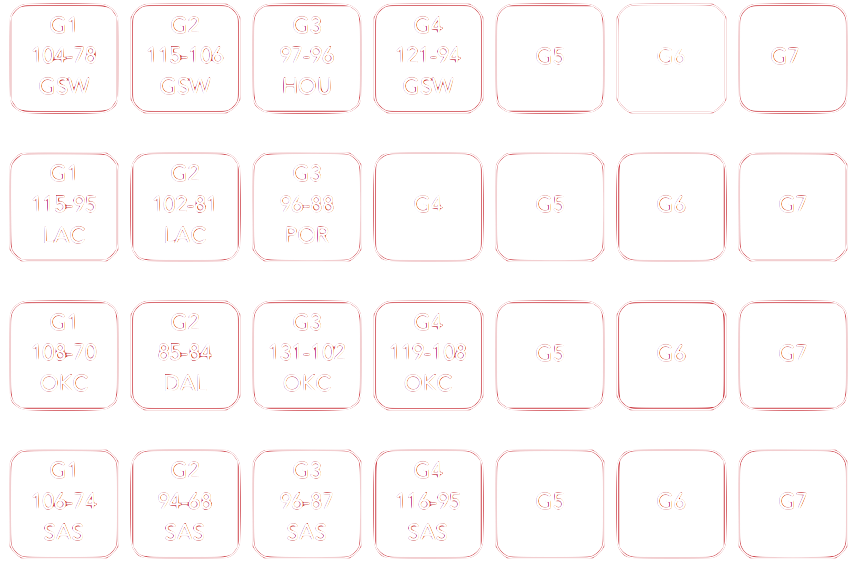 G1 G2 G3 G4 G5 G6 G7
104-78 115-106 97-96 121-94
GSW GSW HOU GSW
G1 G2 G3 G4 G5 G6 G7
115-95 102-81 96-88
LAC LAC POR
G1 G2 G3 G4 G5 G6 G7
108-70 85-84 131-102 119-108
OKC DAL OKC OKC
G1 G2 G3 G4 G5 G6 G7
106-74 94-68 96-87 116-95
SAS SAS SAS SAS